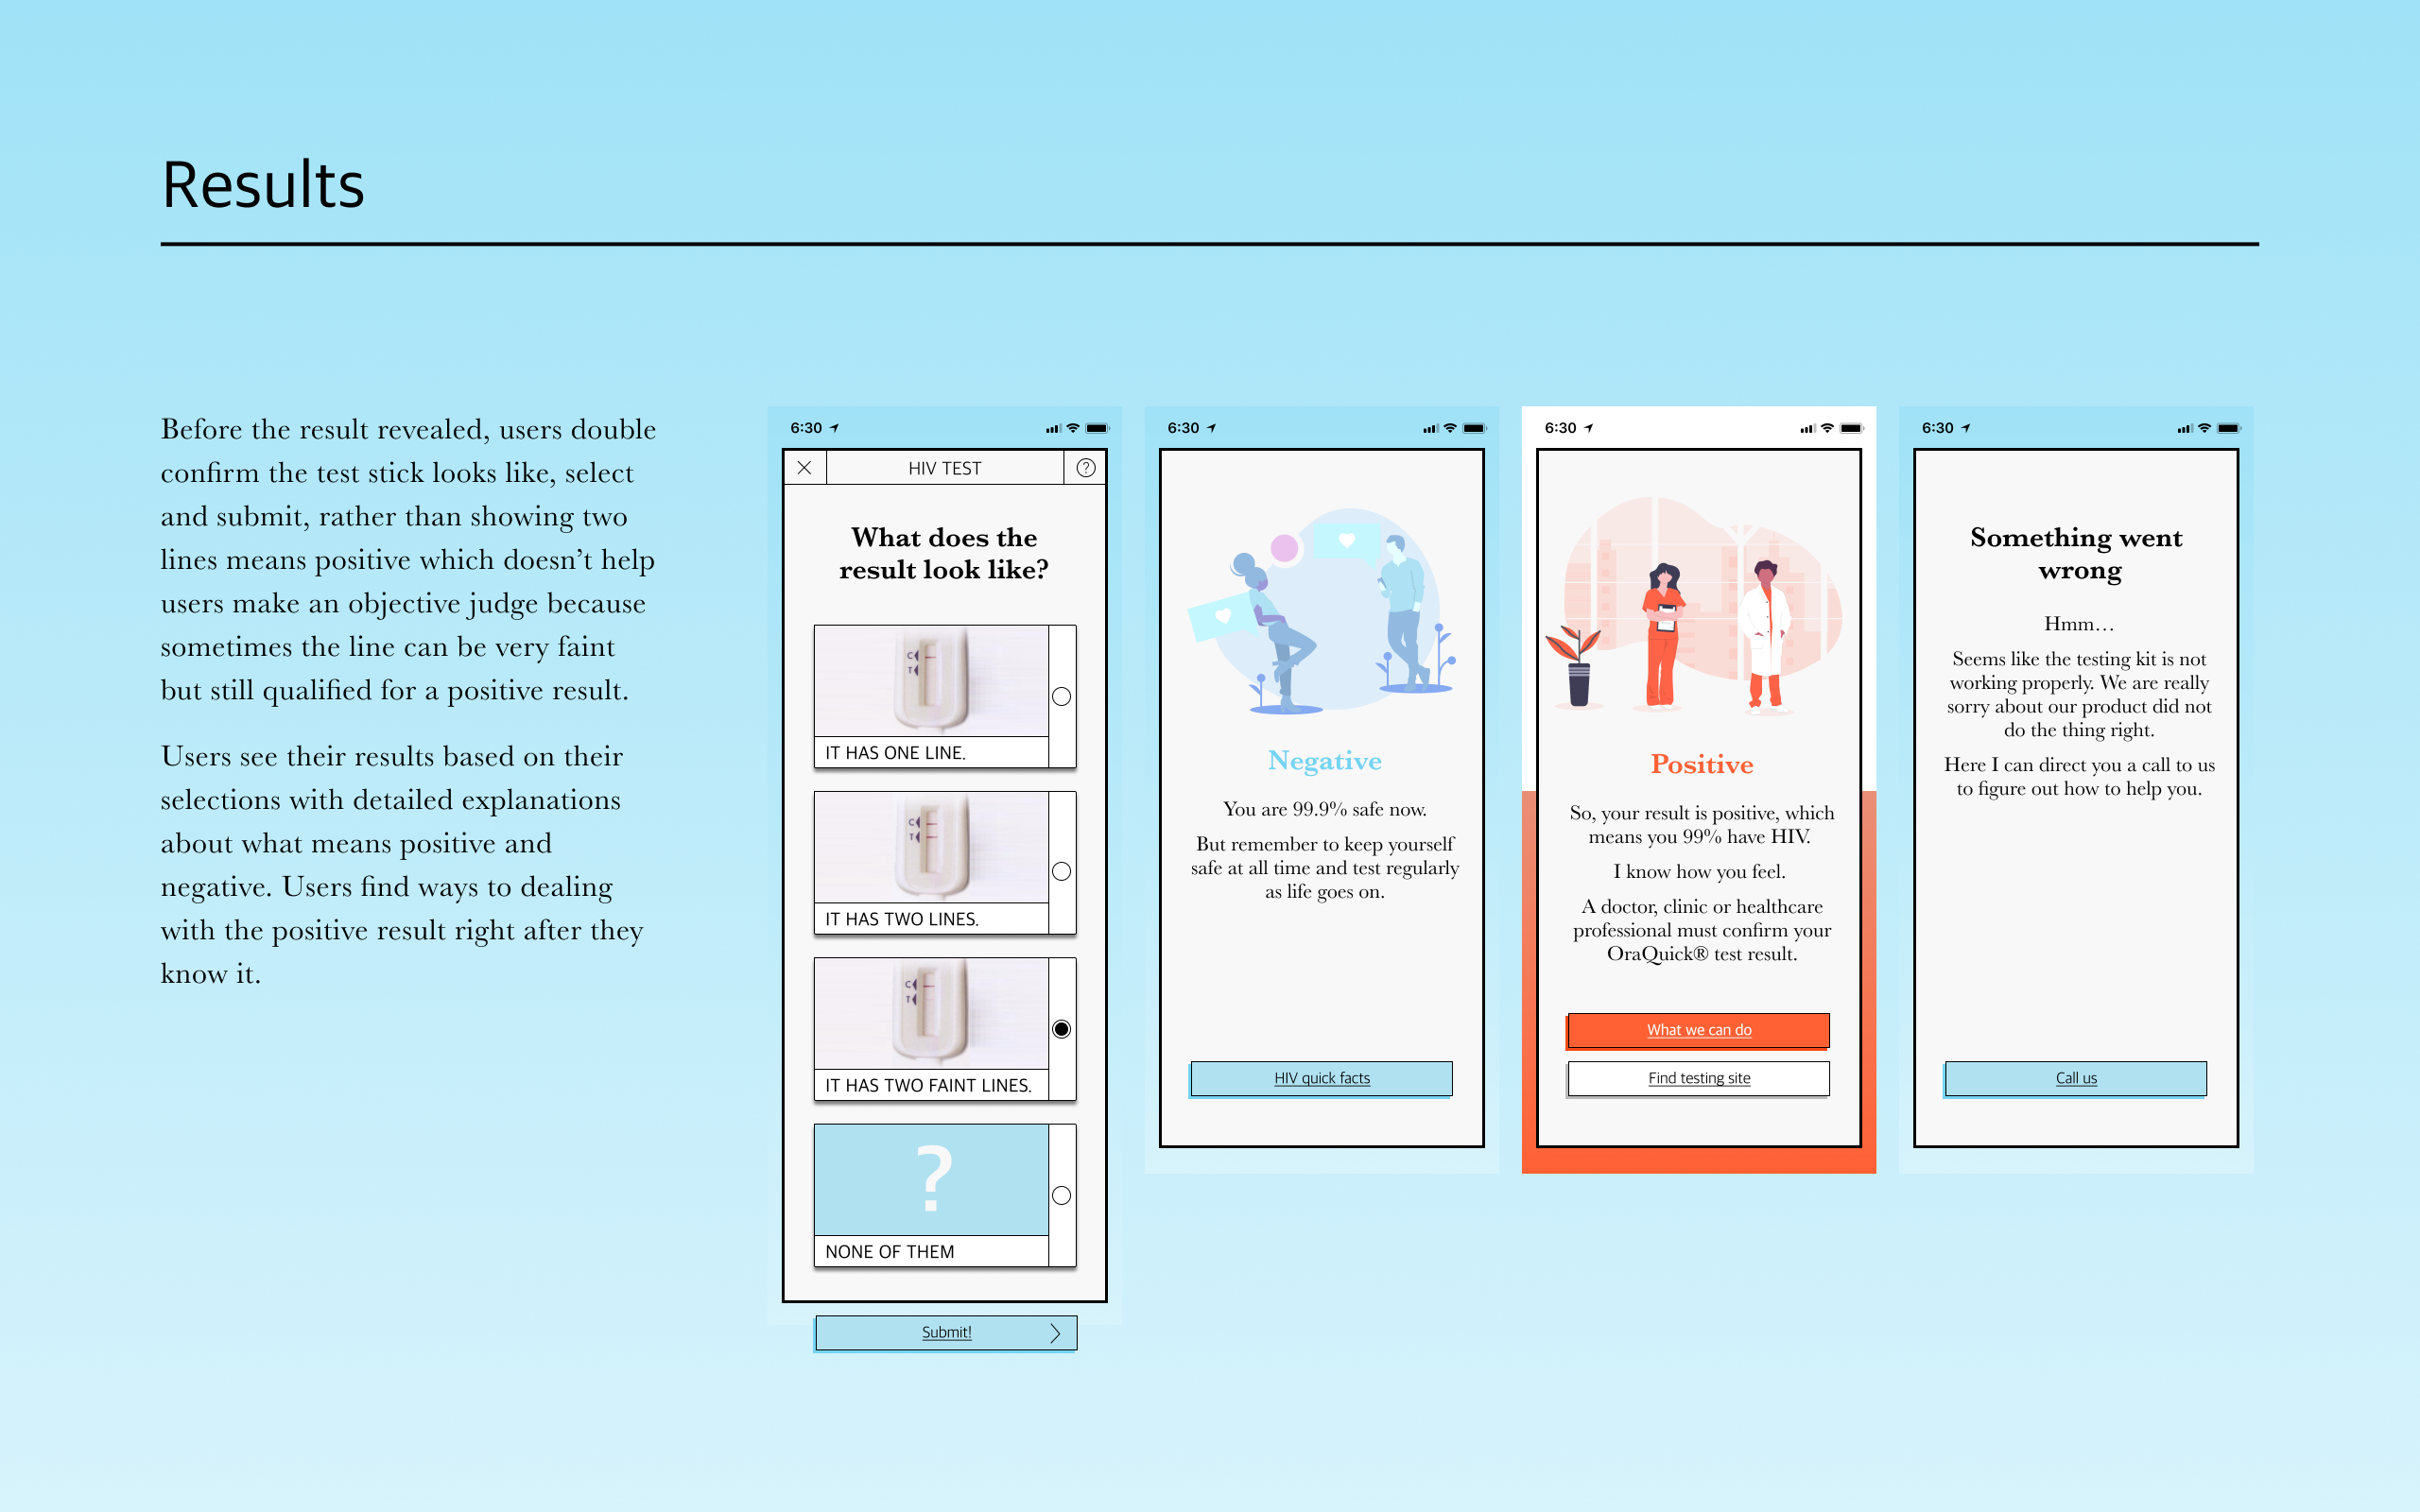 Results
Before the result revealed, users double
confirm the test stick looks like, select
and submit, rather than showing two
lines means positive which doesn’t help
users make an objective judge because
sometimes the line can be very faint
but still qualified for a positive result.
Users see their results based on their
selections with detailed explanations
about what means positive and
negative. Users find ways to dealing
with the positive result right after they
know it.
6:30
HIV TEST
?
What does the
result look like?
C
T
IT HAS ONE LINE.
C
T
IT HAS TWO LINES.
C
T
IT HAS TWO FAINT LINES.
?
NONE OF THEM
Submit!
6:30
Negative
You are 99.9% safe now.
But remember to keep yourself
safe at all time and test regularly
as life goes on.
HIV quick facts
6:30
Positive
So, your result is positive, which
means you 99% have HIV.
I know how you feel.
A doctor, clinic or healthcare
professional must confirm your
OraQuick® test result.
What we can do
Find testing site
6:30
Something went
wrong
Hmm…
Seems like the testing kit is not
working properly. We are really
sorry about our product did not
do the thing right.
Here I can direct you a call to us
to figure out how to help you.
Call us